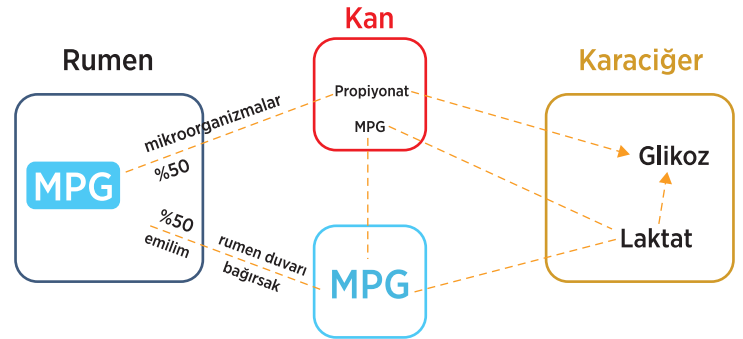 Rumen
MPG
mikroorganizmalar
%50
%50
emilim
rumen duvarı
bağırsak
Kan
Propiyonat
MPG
MPG
Karaciğer
Glikoz
Laktat